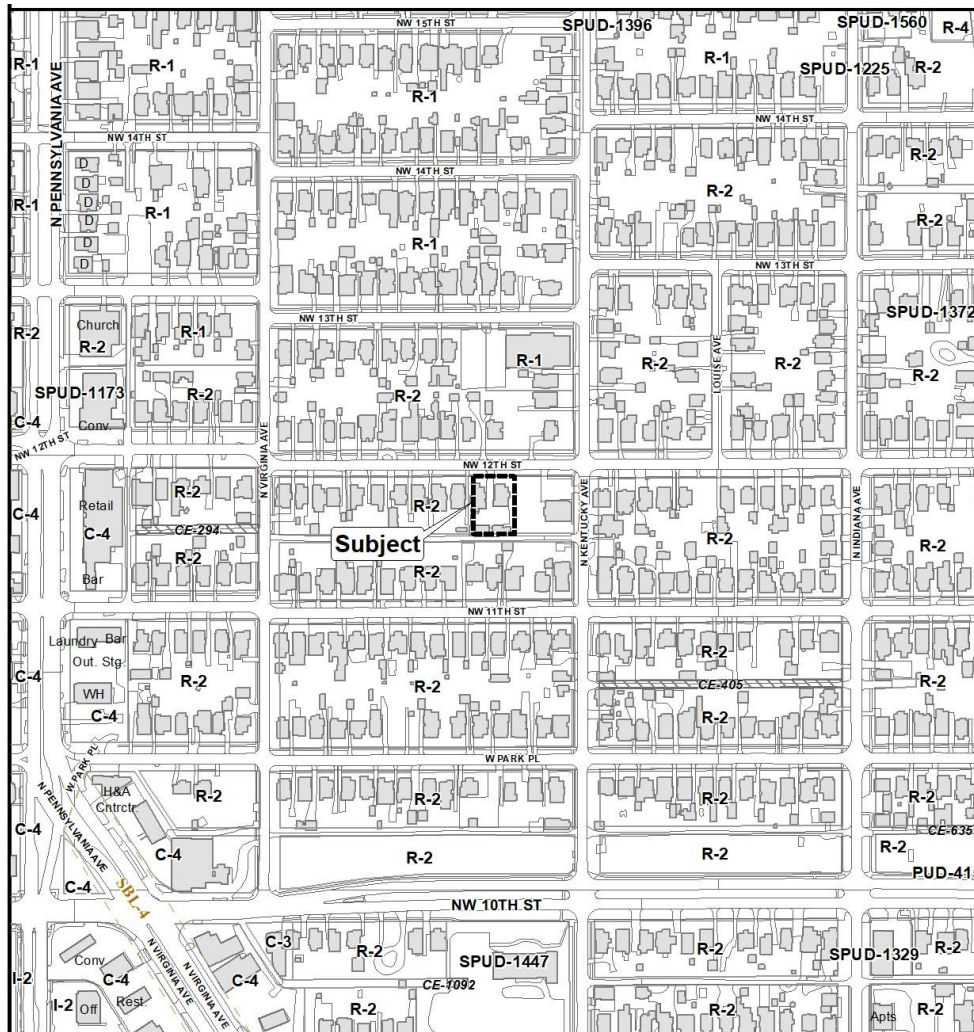 NW 15TH ST
SPUD-1396
SPUD-1560
R-4
R-1
N PENNSYLVANIA AVE
R-1
R-1
R-1
SPUD-1225
R-2
NW 14TH ST
NW 14TH ST
NW 14TH ST
R-2
R-1
D
D
D
D
D
D
R-1
R-1
R-2
R-2
NW 13TH ST
NW 13TH ST
R-2
Church
R-2
R-1
R-1
R-2
LOUISE AVE
R-2
SPUD-1372
R-2
SPUD-1173
R-2
R-2
C-4
Conv.
NW 12TH ST
N VIRGINIA AVE
NW 12TH ST
C-4
Retail
C-4
Bar
R-2
CE-294
R-2
R-2
Subject
R-2
N KENTUCKY AVE
R-2
N INDIANA AVE
R-2
NW 11TH ST
Laundry
Bar
Out. Stg.
WH
C-4
C-4
R-2
R-2
R-2
CE-405
R-2
R-2
W PARK PL
W PARK PL
N PENNSYLVANIA AVE
H&A
Cntrctr.
R-2
R-2
R-2
R-2
CE-635
C-4
C-4
C-4
R-2
R-2
R-2
PUD-41
SBL-4
NW 10TH ST
I-2
Conv.
C-4
N VIRGINIA AVE
N VIRGINIA AVE
C-4
C-3
R-2
SPUD-1447
CE-1092
R-2
SPUD-1329
R-2
I-2
Off
Rest.
R-2
R-2
Apts
R-2